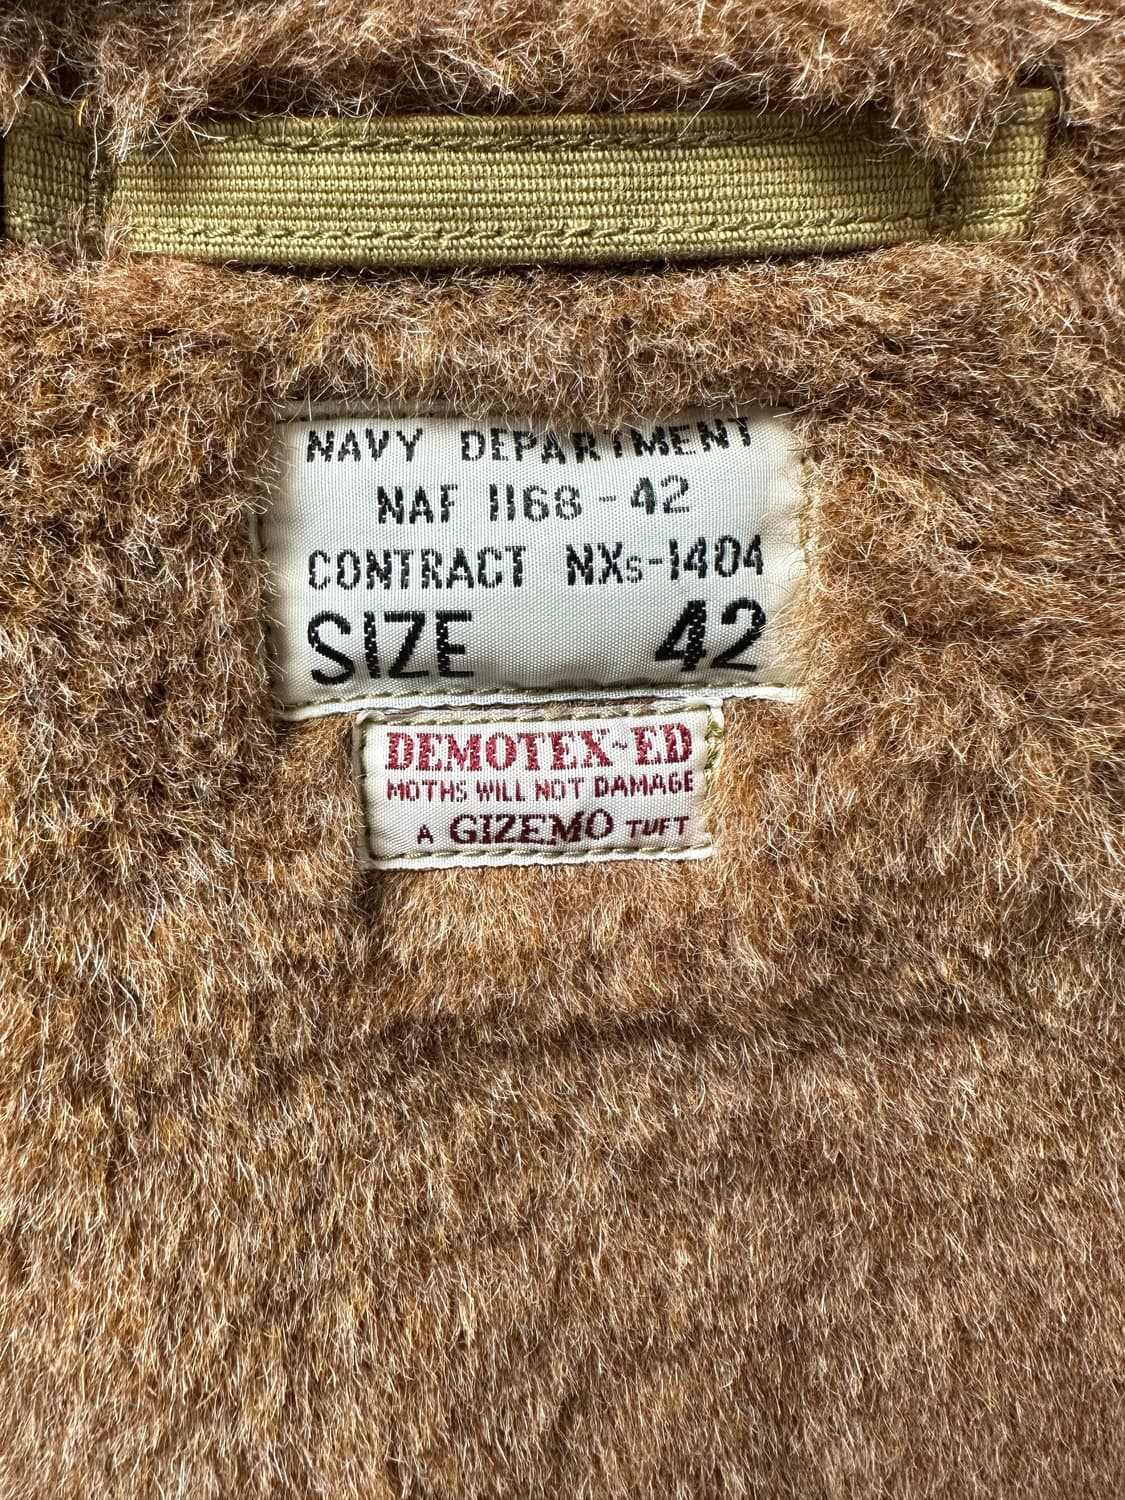 NAVY DEPARTMENT
NAF 1168-42
CONTRACT NXs-1404
SIZE 42
DEMOTEX-ED
MOTHS WILL NOT DAMAGE
A GIZEMO TUFT